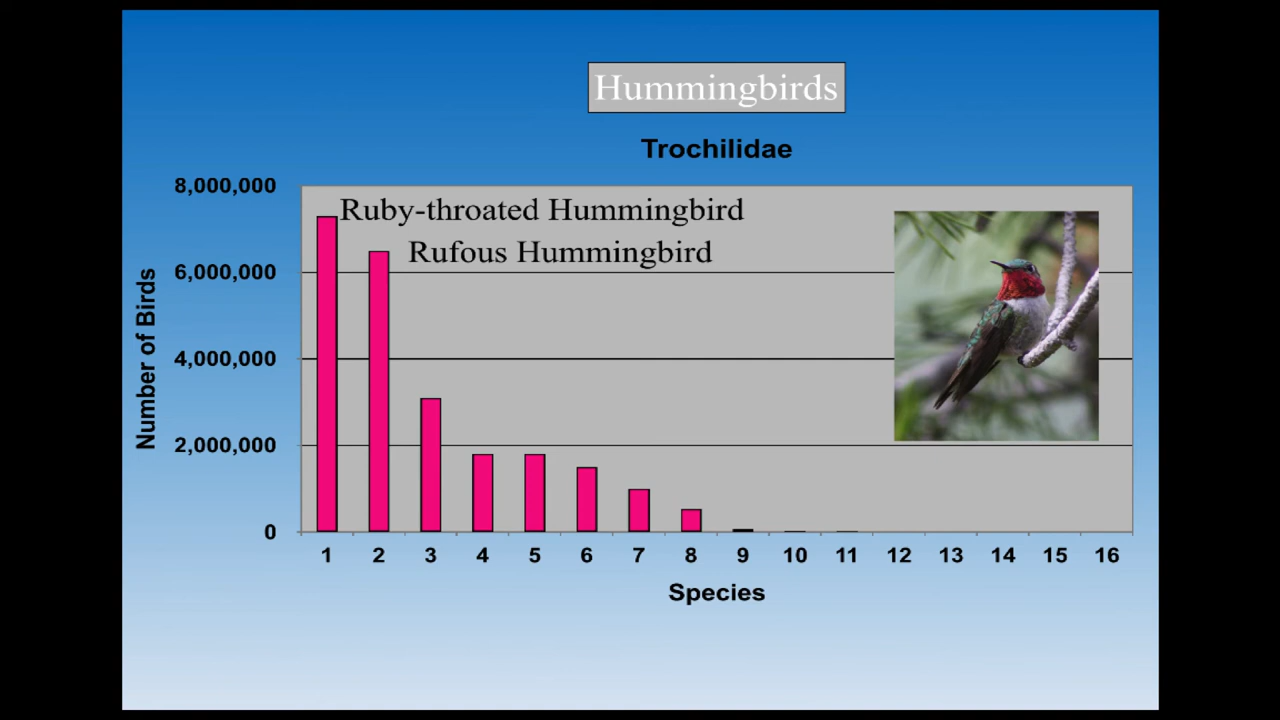 Hummingbirds
Trochilidae
8,000,000
Ruby-throated Hummingbird
Rufous Hummingbird
6,000,000
4,000,000
2,000,000
0
Number of Birds
1 2 3 4 5 6 7 8 9 10 11 12 13 14 15 16
Species